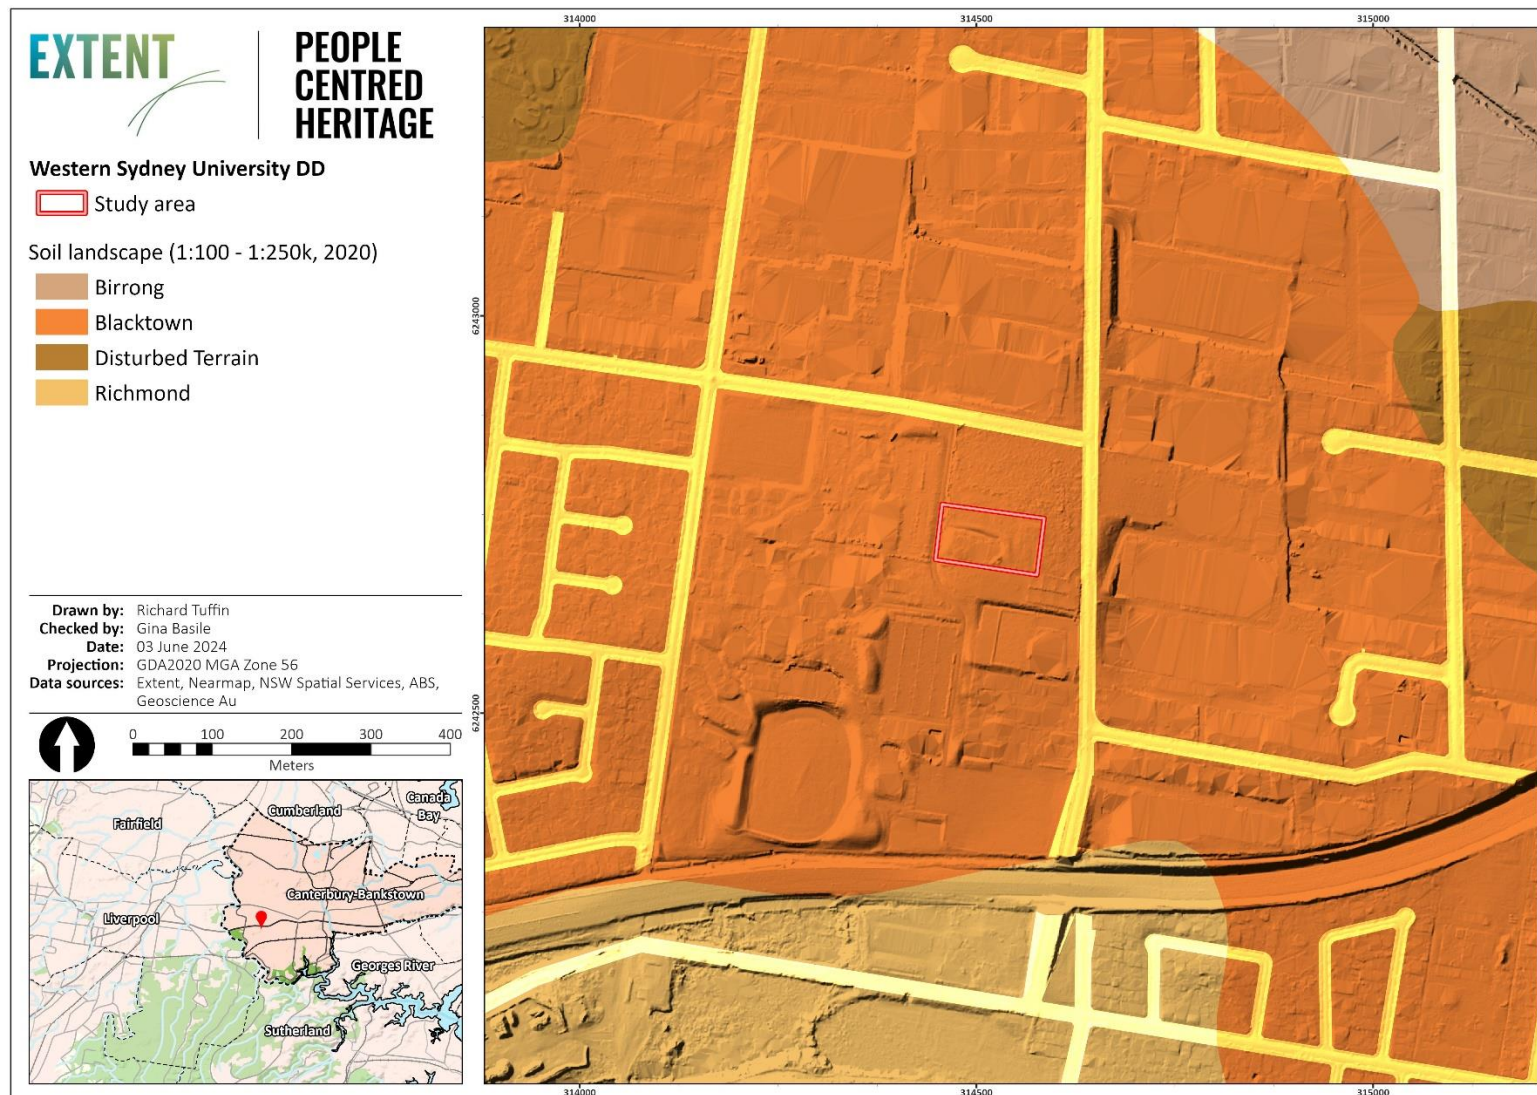 EXTENT
PEOPLE
CENTRED
HERITAGE
Western Sydney University DD
Study area
Soil landscape (1:100 - 1:250k, 2020)
Birrong
Blacktown
Disturbed Terrain
Richmond
Drawn by: Richard Tuffin
Checked by: Gina Basile
Date: 03 June 2024
Projection: GDA2020 MGA Zone 56
Data sources: Extent, Nearmap, NSW Spatial Services, ABS,
Geoscience Au
0 100 200 300 400
Meters
Canada
Bay
Cumberland
Fairfield
Canterbury-Bankstown
Liverpool
Georges River
Sutherland
314000 314500 315000
6243000
6242500
314000 314500 315000